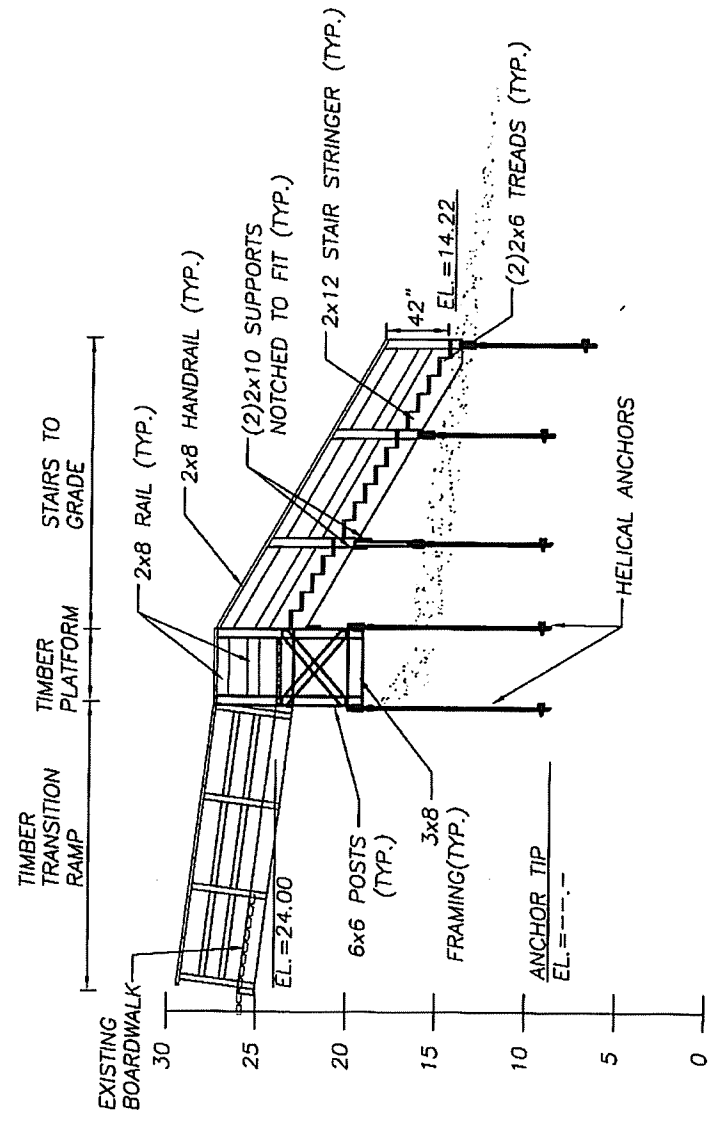 TIMBER
TRANSITION
RAMP
TIMBER
PLATFORM
STAIRS TO
GRADE
EXISTING
BOARDWALK
2x8 RAIL (TYP.)
2x8 HANDRAIL (TYP.)
(2)2x10 SUPPORTS
NOTCHED TO FIT (TYP.)
2x12 STAIR STRINGER (TYP.)
42"
EL.=14.22
(2)2x6 TREADS (TYP.)
EL.=24.00
6x6 POSTS
(TYP.)
3x8
FRAMING(TYP.)
ANCHOR TIP
EL.=--.-
HELICAL ANCHORS
30
25
20
15
10
5
0